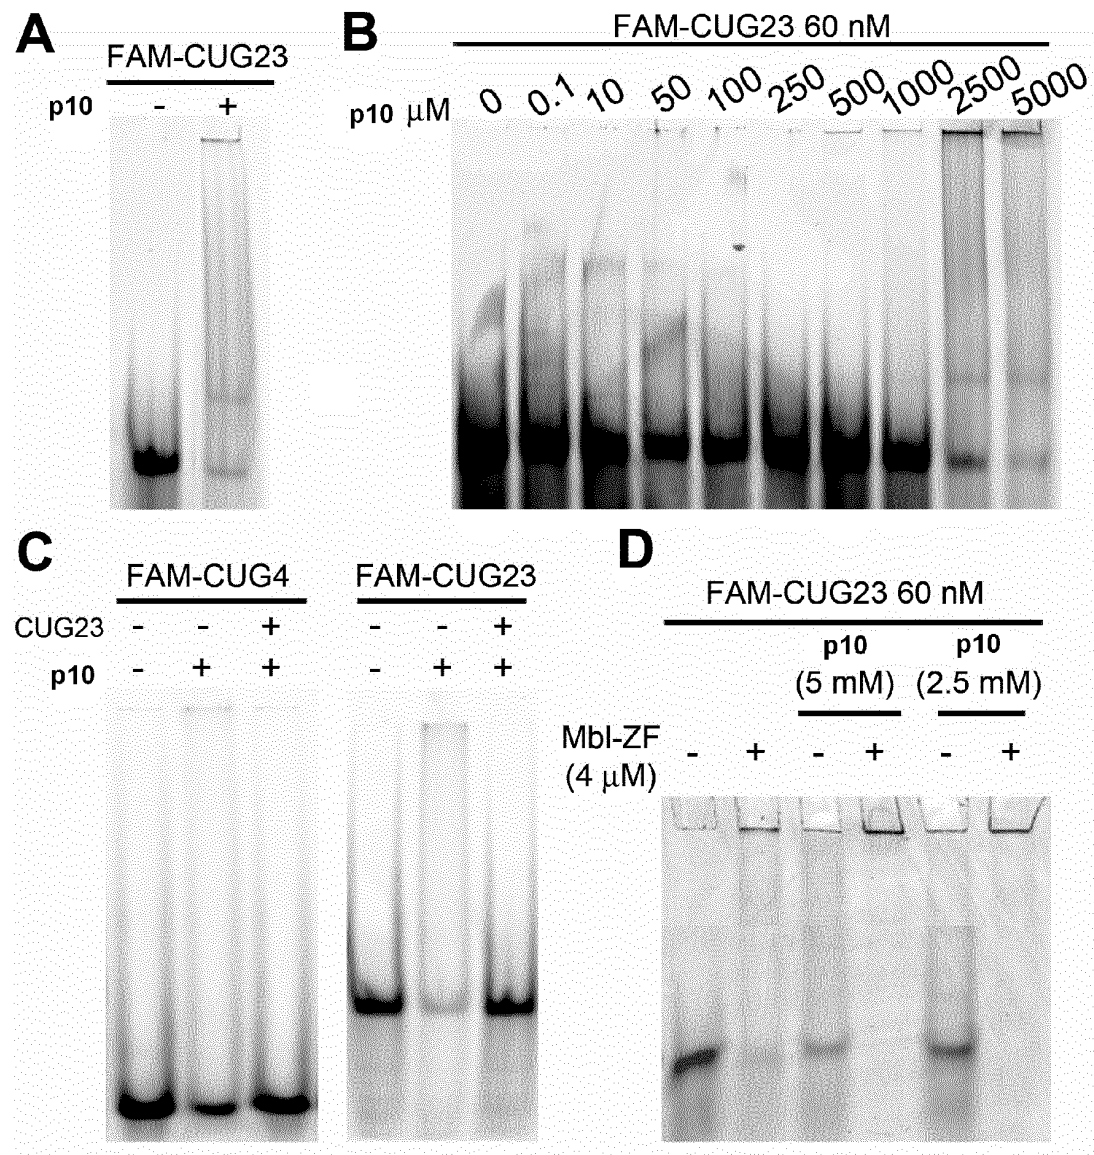 A
FAM-CUG23
p10 - +
B
FAM-CUG23 60 nM
p10 μM 0 0.1 10 50 100 250 500 1000 2500 5000
C
FAM-CUG4 FAM-CUG23
CUG23 - - + - - +
p10 - + + - + +
D
FAM-CUG23 60 nM
p10 p10
(5 mM) (2.5 mM)
Mbl-ZF - + - + - +
(4 μM)